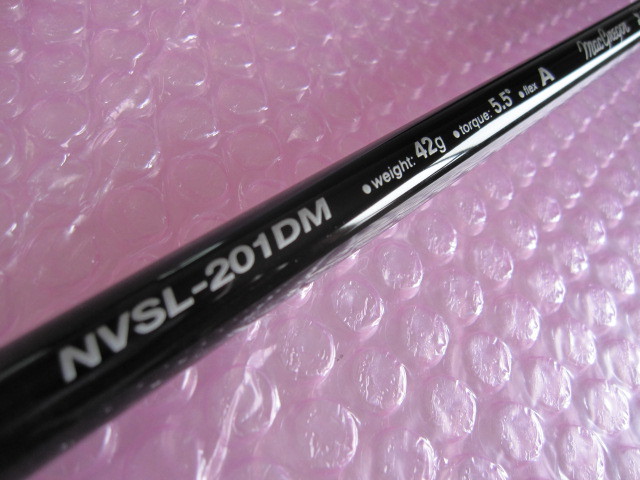 NVSL-201DM ●weight: 42g ●torque: 5.5° ●flex A MacGregor